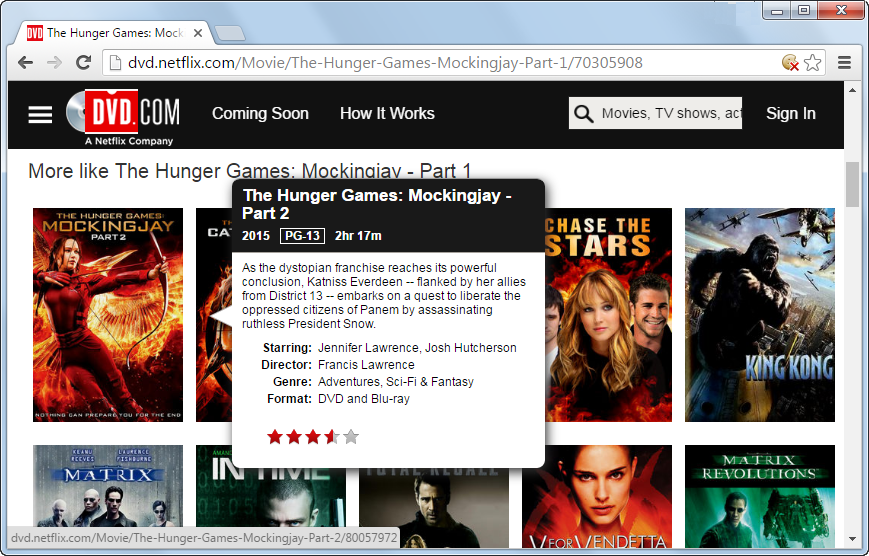 DVD The Hunger Games: Mock
dvd.netflix.com/Movie/The-Hunger-Games-Mockingjay-Part-1/70305908
DVD.COM
A Netflix Company
Coming Soon
How It Works
Movies, TV shows, act
Sign In
More like The Hunger Games: Mockingjay - Part 1
THE HUNGER GAMES:
MOCKINGJAY
PART 2
NOTHING CAN PREPARE YOU FOR THE END
The Hunger Games: Mockingjay -
Part 2
2015 PG-13 2hr 17m
As the dystopian franchise reaches its powerful
conclusion, Katniss Everdeen -- flanked by her allies
from District 13 -- embarks on a quest to liberate the
oppressed citizens of Panem by assassinating
ruthless President Snow.
Starring: Jennifer Lawrence, Josh Hutcherson
Director: Francis Lawrence
Genre: Adventures, Sci-Fi & Fantasy
Format: DVD and Blu-ray
CHASE THE
STARS
KING KONG
KEANU REEVES
LAURENCE FISHBURNE
MATRIX
IN TIME
TOTAL RECALL
V FOR VENDETTA
MATRIX
REVOLUTIONS
dvd.netflix.com/Movie/The-Hunger-Games-Mockingjay-Part-2/80057972